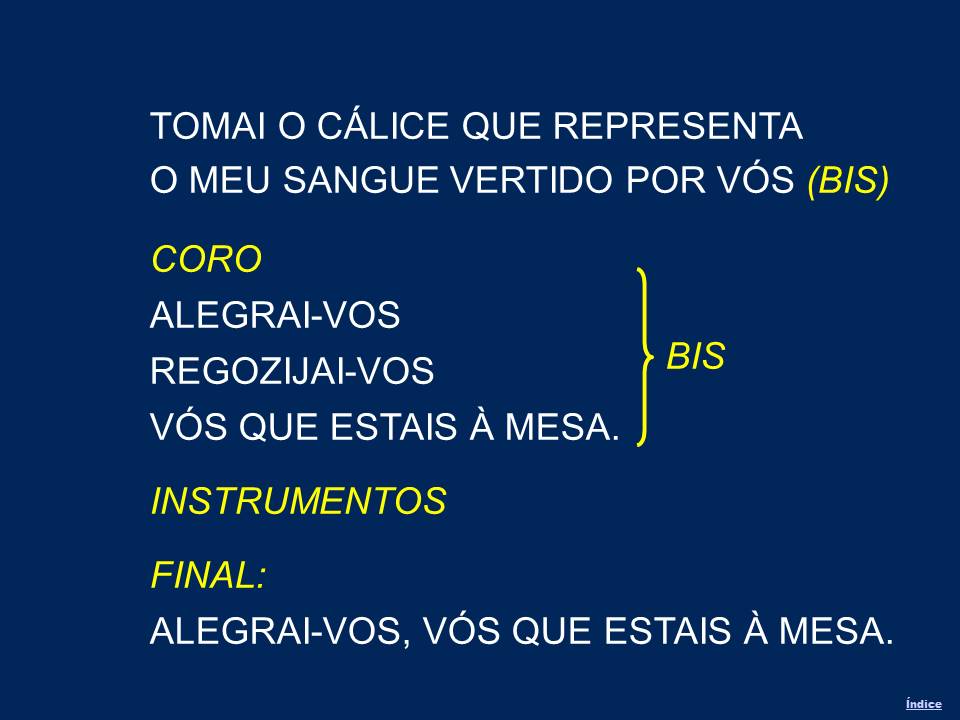 TOMAI O CÁLICE QUE REPRESENTA
O MEU SANGUE VERTIDO POR VÓS (BIS)
CORO
ALEGRAI-VOS
REGOZIJAI-VOS
VÓS QUE ESTAIS À MESA.
BIS
INSTRUMENTOS
FINAL:
ALEGRAI-VOS, VÓS QUE ESTAIS À MESA.
Índice